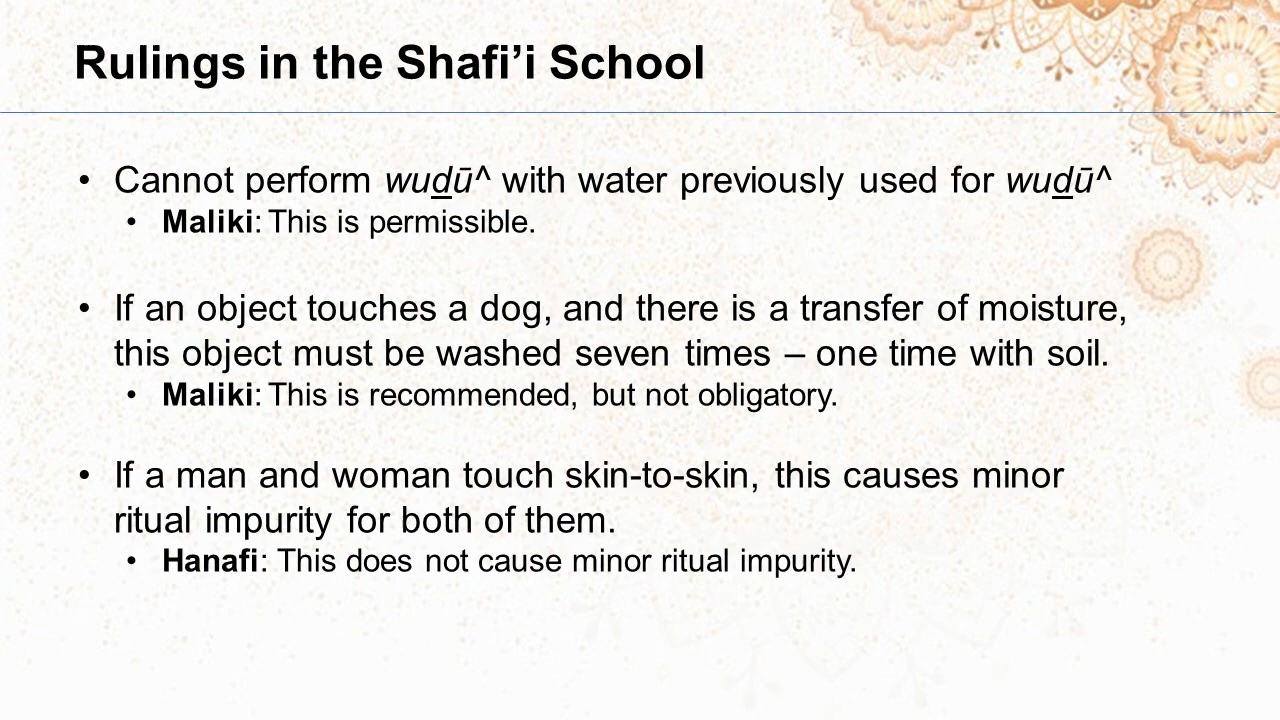 Rulings in the Shafi’i School
• Cannot perform wuḏū^ with water previously used for wuḏū^
• Maliki: This is permissible.
• If an object touches a dog, and there is a transfer of moisture,
this object must be washed seven times – one time with soil.
• Maliki: This is recommended, but not obligatory.
• If a man and woman touch skin-to-skin, this causes minor
ritual impurity for both of them.
• Hanafi: This does not cause minor ritual impurity.